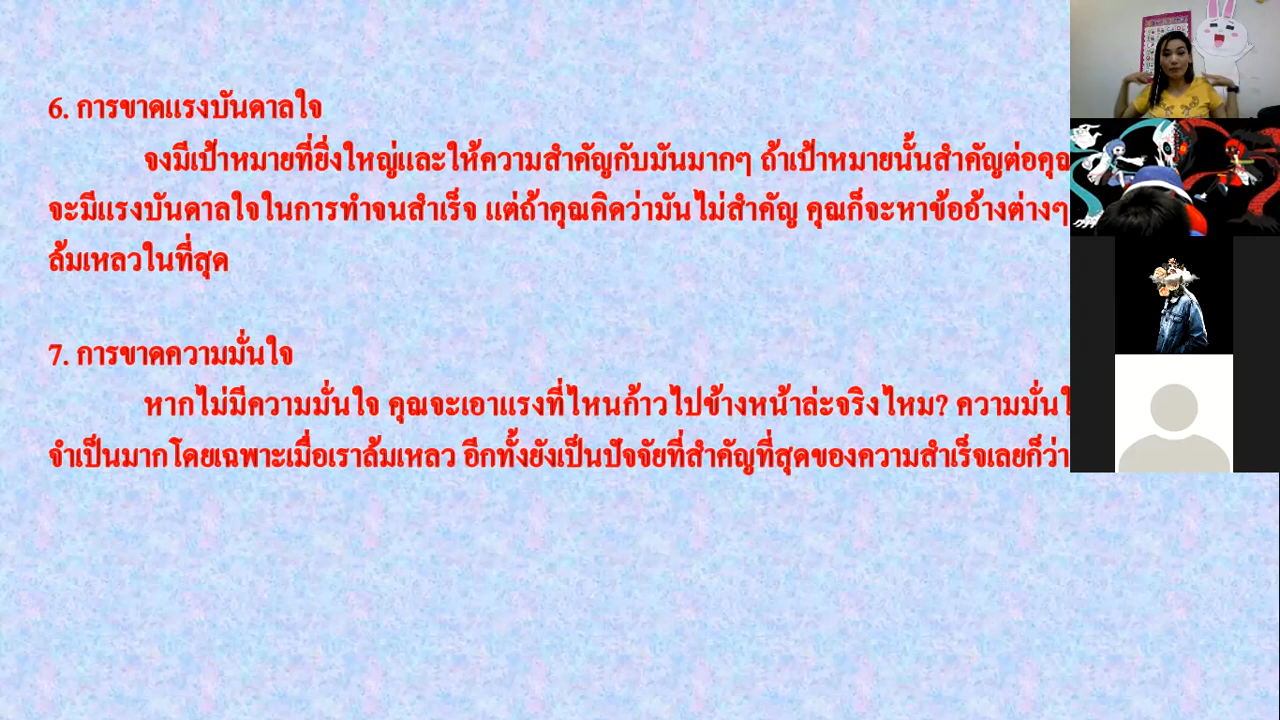 6. การขาดแรงบันดาลใจ
จงมีเป้าหมายที่ยิ่งใหญ่และให้ความสำคัญกับมันมากๆ ถ้าเป้าหมายนั้นสำคัญต่อคุณ
จะมีแรงบันดาลใจในการทำจนสำเร็จ แต่ถ้าคุณคิดว่ามันไม่สำคัญ คุณก็จะหาข้ออ้างต่างๆ
ล้มเหลวในที่สุด
7. การขาดความมั่นใจ
หากไม่มีความมั่นใจ คุณจะเอาแรงที่ไหนก้าวไปข้างหน้าล่ะจริงไหม? ความมั่นใ
จำเป็นมากโดยเฉพาะเมื่อเราล้มเหลว อีกทั้งยังเป็นปัจจัยที่สำคัญที่สุดของความสำเร็จเลยก็ว่า